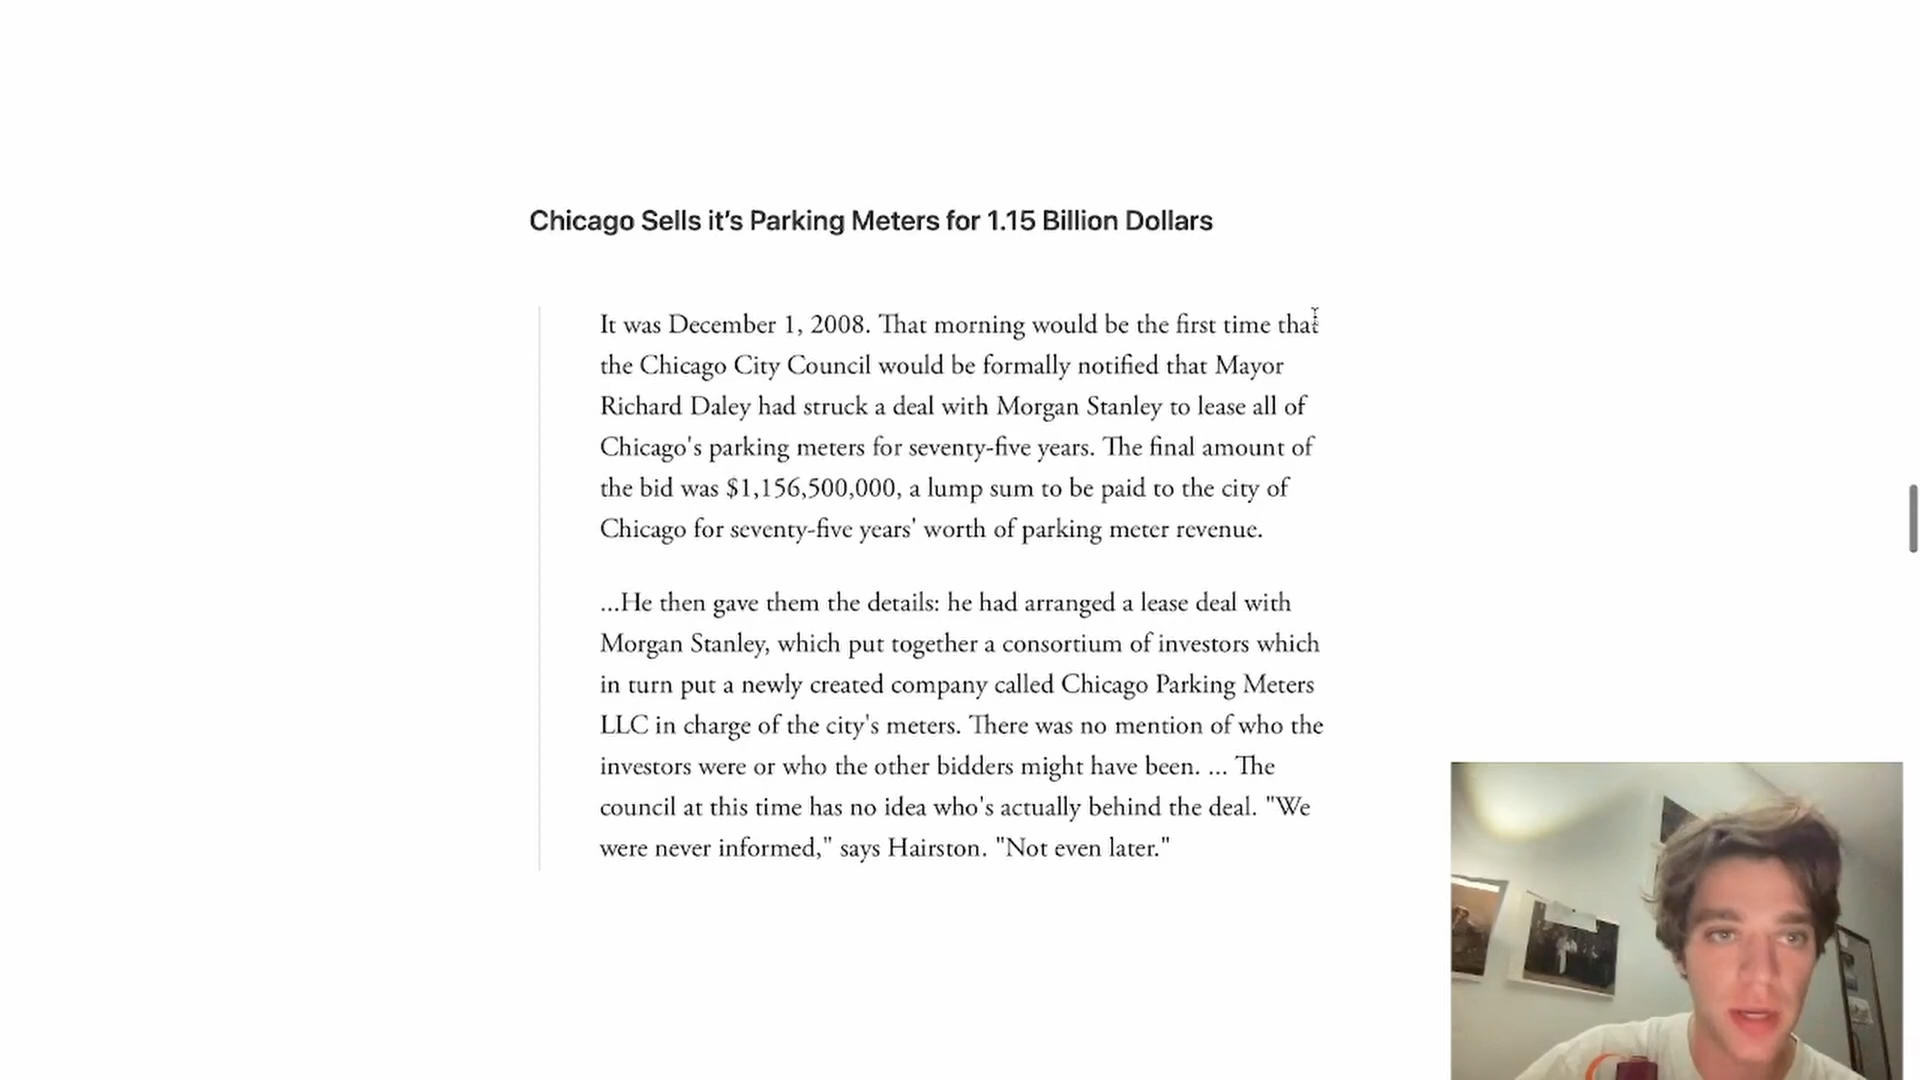 Chicago Sells it's Parking Meters for 1.15 Billion Dollars
It was December 1, 2008. That morning would be the first time that
the Chicago City Council would be formally notified that Mayor
Richard Daley had struck a deal with Morgan Stanley to lease all of
Chicago's parking meters for seventy-five years. The final amount of
the bid was $1,156,500,000, a lump sum to be paid to the city of
Chicago for seventy-five years' worth of parking meter revenue.
...He then gave them the details: he had arranged a lease deal with
Morgan Stanley, which put together a consortium of investors which
in turn put a newly created company called Chicago Parking Meters
LLC in charge of the city's meters. There was no mention of who the
investors were or who the other bidders might have been. ... The
council at this time has no idea who's actually behind the deal. "We
were never informed," says Hairston. "Not even later."